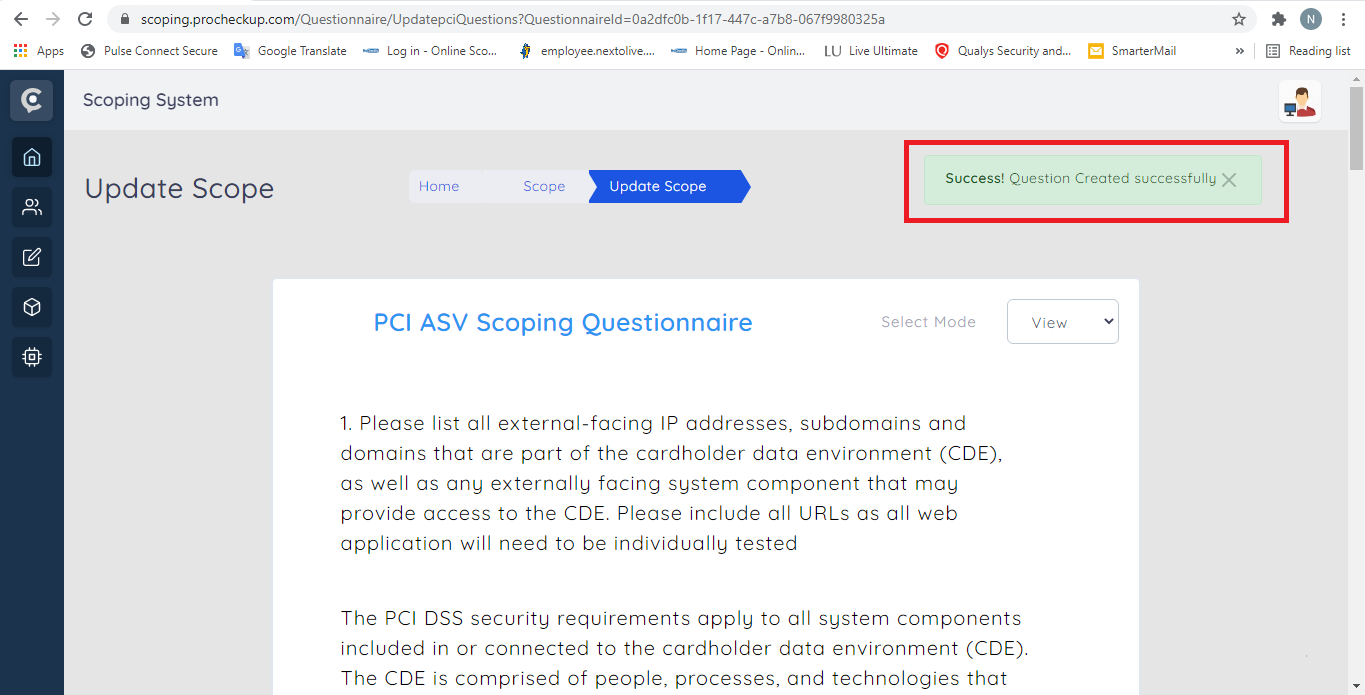 scoping.procheckup.com/Questionnaire/UpdatepciQuestions?QuestionnaireId=0a2dfc0b-1f17-447c-a7b8-067f9980325a
N
Apps Pulse Connect Secure Google Translate Log in - Online Sco... employee.nextolive.... Home Page - Onlin... LU Live Ultimate Qualys Security and... SmarterMail » Reading list
Scoping System
Update Scope
Home Scope Update Scope
Success! Question Created successfully
PCI ASV Scoping Questionnaire
Select Mode View
1. Please list all external-facing IP addresses, subdomains and
domains that are part of the cardholder data environment (CDE),
as well as any externally facing system component that may
provide access to the CDE. Please include all URLs as all web
application will need to be individually tested
The PCI DSS security requirements apply to all system components
included in or connected to the cardholder data environment (CDE).
The CDE is comprised of people, processes, and technologies that